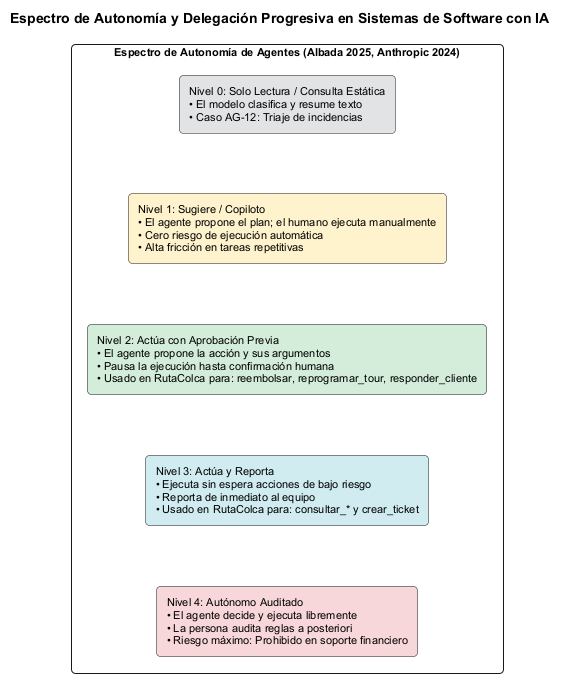 Espectro de Autonomía y Delegación Progresiva en Sistemas de Software con IA
Espectro de Autonomía de Agentes (Albada 2025, Anthropic 2024)
Nivel 0: Solo Lectura / Consulta Estática
• El modelo clasifica y resume texto
• Caso AG-12: Triaje de incidencias
Nivel 1: Sugiere / Copiloto
• El agente propone el plan; el humano ejecuta manualmente
• Cero riesgo de ejecución automática
• Alta fricción en tareas repetitivas
Nivel 2: Actúa con Aprobación Previa
• El agente propone la acción y sus argumentos
• Pausa la ejecución hasta confirmación humana
• Usado en RutaColca para: reembolsar, reprogramar_tour, responder_cliente
Nivel 3: Actúa y Reporta
• Ejecuta sin espera acciones de bajo riesgo
• Reporta de inmediato al equipo
• Usado en RutaColca para: consultar_* y crear_ticket
Nivel 4: Autónomo Auditado
• El agente decide y ejecuta libremente
• La persona audita reglas a posteriori
• Riesgo máximo: Prohibido en soporte financiero